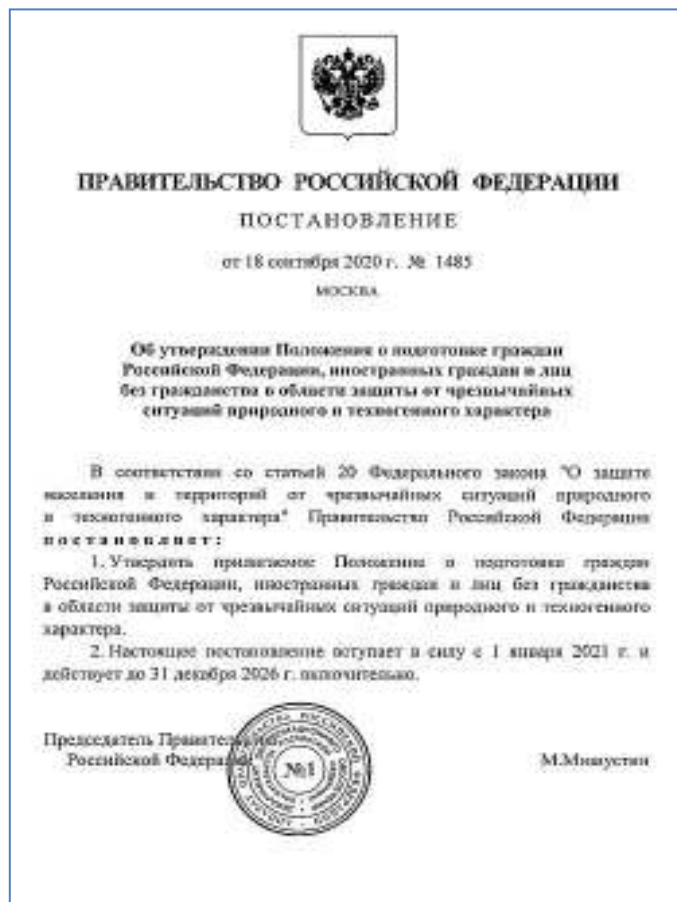 ПРАВИТЕЛЬСТВО РОССИЙСКОЙ ФЕДЕРАЦИИ
ПОСТАНОВЛЕНИЕ
от 18 сентября 2020 г. № 1485
МОСКВА
Об утверждении Положения о подготовке граждан
Российской Федерации, иностранных граждан и лиц
без гражданства в области защиты от чрезвычайных
ситуаций природного и техногенного характера
В соответствии со статьей 20 Федерального закона "О защите
населения и территорий от чрезвычайных ситуаций природного
и техногенного характера" Правительство Российской Федерации
постановляет:
1. Утвердить прилагаемое Положение о подготовке граждан
Российской Федерации, иностранных граждан и лиц без гражданства
в области защиты от чрезвычайных ситуаций природного и техногенного
характера.
2. Настоящее постановление вступает в силу с 1 января 2021 г. и
действует до 31 декабря 2026 г. включительно.
Председатель Правительства
Российской Федерации
М.Мишустин
№1